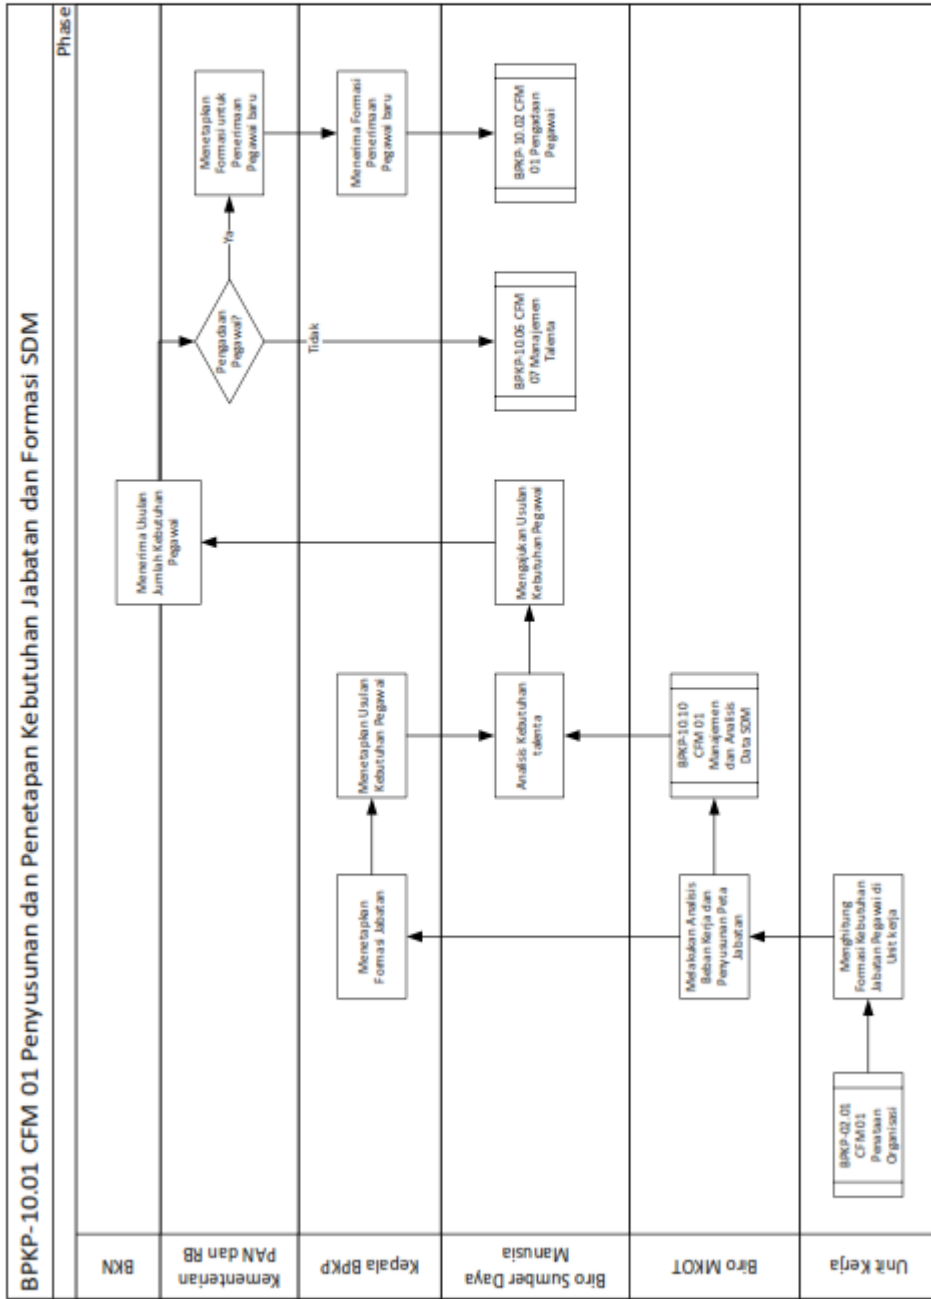 BPKP-10.01 CFM 01 Penyusunan dan Penetapan Kebutuhan Jabatan dan Formasi SDM
Phase
BKN
Menerima Usulan
Jumlah Kebutuhan
Pegawai
Kementerian
PAN dan RB
Pengadaan
Pegawai?
Ya
Tidak
Menetapkan
Formasi untuk
Penerimaan
Pegawai baru
Kepala BPKP
Menetapkan
Formasi Jabatan
Menetapkan Usulan
Kebutuhan Pegawai
Menerima Formasi
Penerimaan
Pegawai baru
Biro Sumber Daya
Manusia
Analisis Kebutuhan
talenta
Mengajukan Usulan
Kebutuhan Pegawai
BPKP-10.06 CFM
07 Manajemen
Talenta
BPKP-10.02 CFM
01 Pengadaan
Pegawai
Biro MKOT
Melakukan Analisis
Beban Kerja dan
Penyusunan Peta
Jabatan
BPKP-10.10
CFM 01
Manajemen
dan Analisis
Data SDM
Unit Kerja
BPKP-02.01
CFM 01
Penataan
Organisasi
Menghitung
Formasi Kebutuhan
Jabatan Pegawai di
Unit kerja